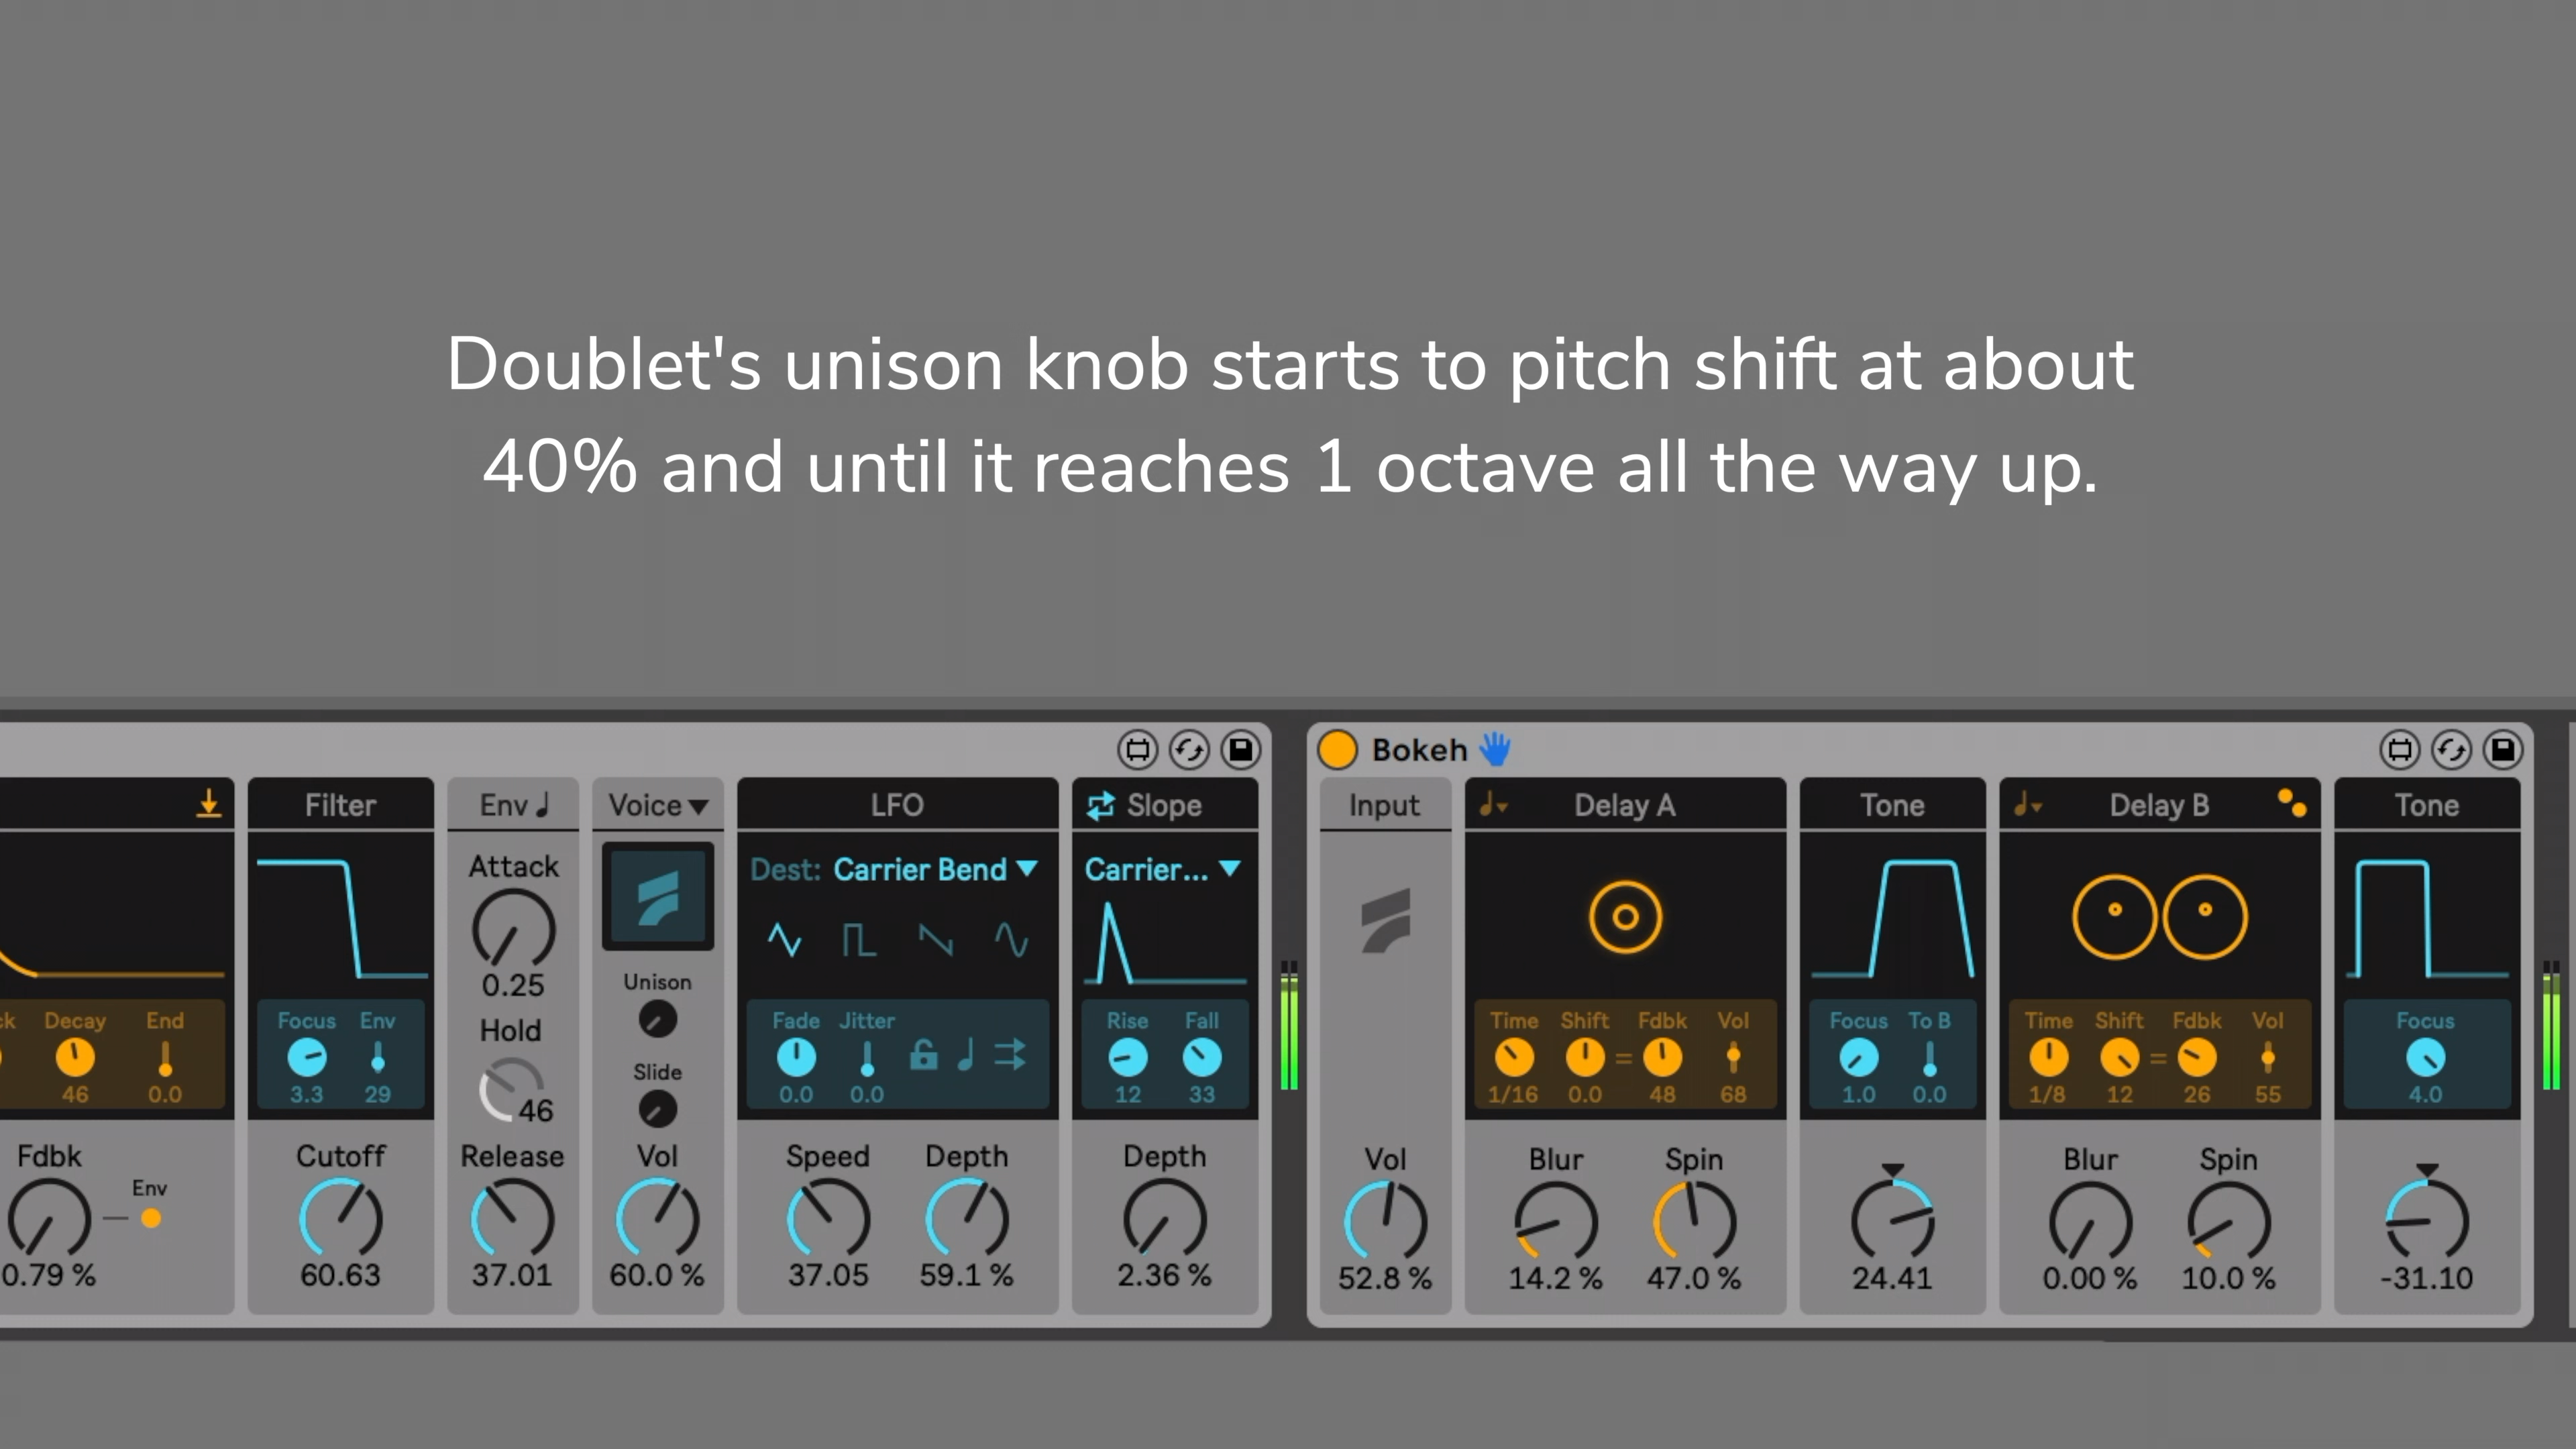 Doublet's unison knob starts to pitch shift at about
40% and until it reaches 1 octave all the way up.
Bokeh
Filter
Env
Voice
LFO
Slope
Input
Delay A
Tone
Delay B
Tone
Attack
0.25
Hold
46
Unison
Slide
Dest: Carrier Bend
Carrier...
ck Decay End
46 0.0
Focus Env
3.3 29
Fade Jitter
0.0 0.0
Rise Fall
12 33
Time Shift Fdbk Vol
1/16 0.0 = 48 68
Focus To B
1.0 0.0
Time Shift Fdbk Vol
1/8 12 = 26 55
Focus
4.0
Fdbk
Env
0.79 %
Cutoff
60.63
Release
37.01
Vol
60.0 %
Speed Depth
37.05 59.1 %
Depth
2.36 %
Vol
52.8 %
Blur Spin
14.2 % 47.0 %
24.41
Blur Spin
0.00 % 10.0 %
-31.10